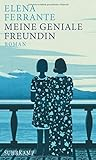 ELENA
FERRANTE
MEINE GENIALE
FREUNDIN
ROMAN
SUHRKAMP